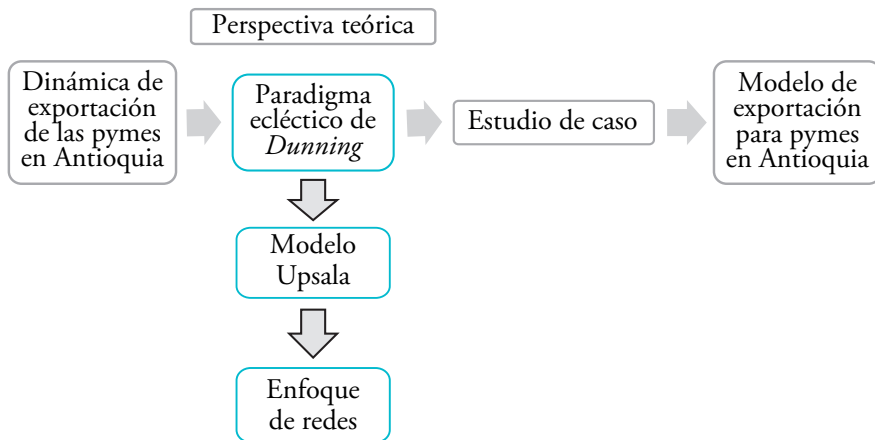 Perspectiva teórica
Dinámica de
exportación
de las pymes
en Antioquia
Paradigma
ecléctico de
Dunning
Estudio de caso
Modelo de
exportación
para pymes
en Antioquia
Modelo
Upsala
Enfoque
de redes